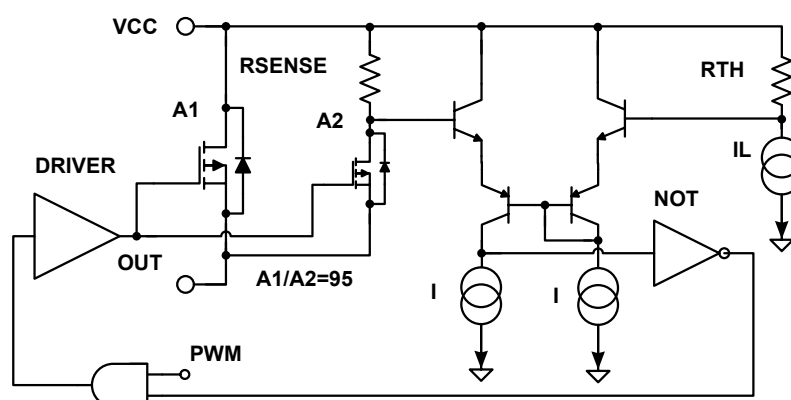 VCC
RSENSE
RTH
A1
A2
IL
DRIVER
NOT
OUT
A1/A2=95
I
I
PWM